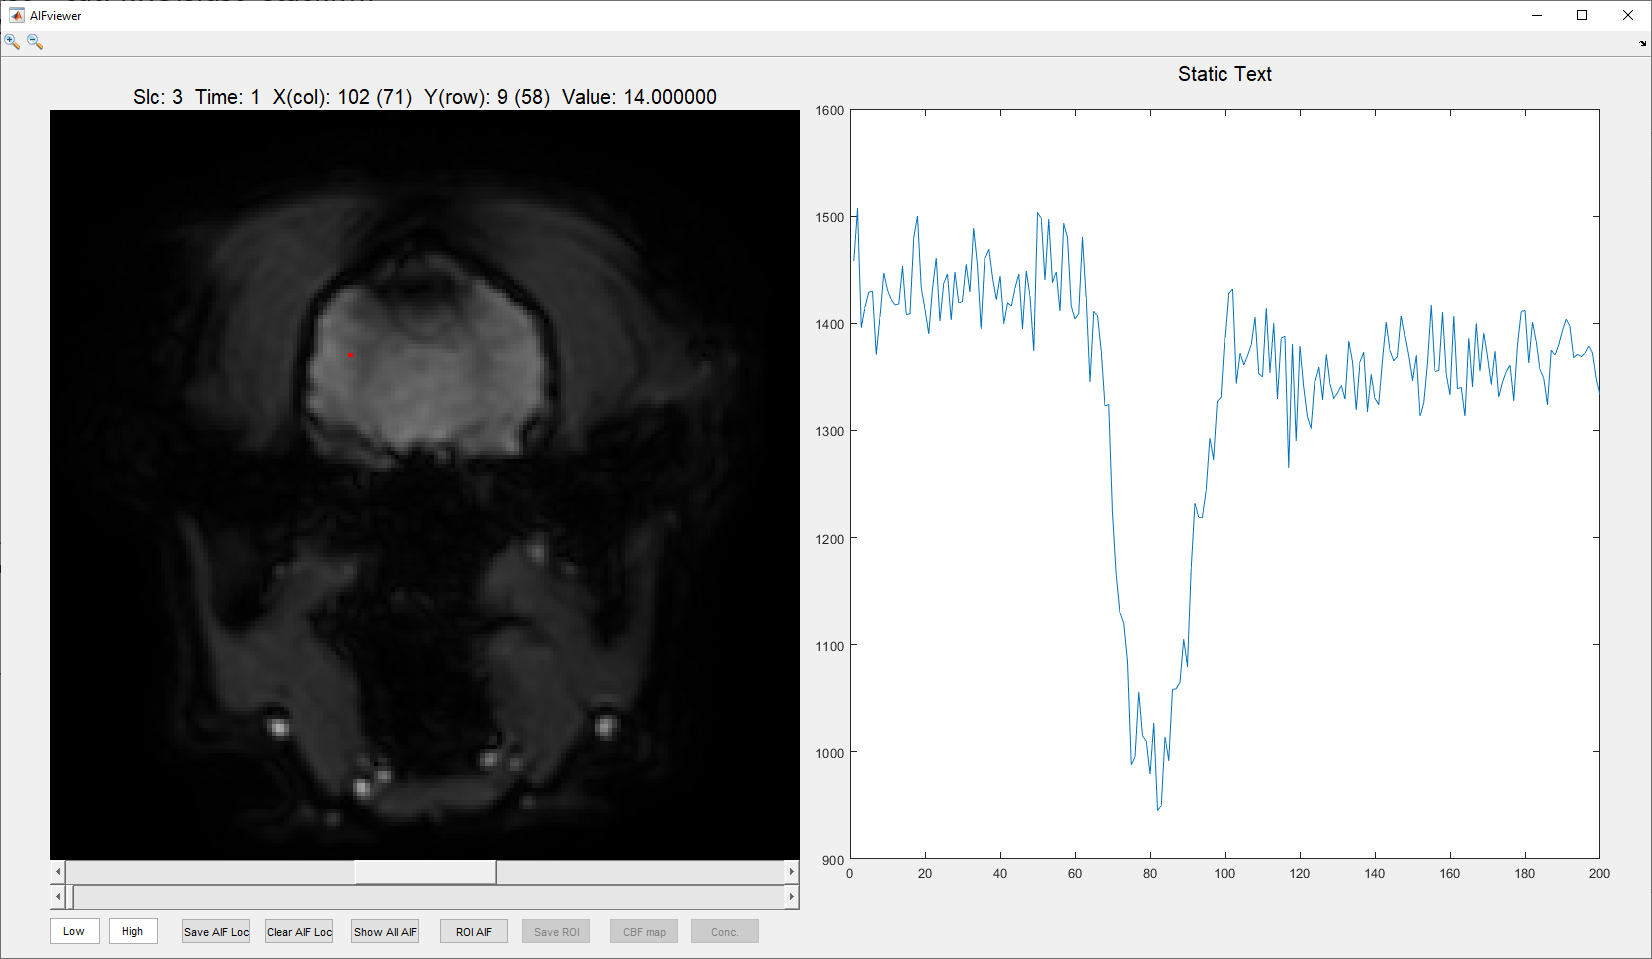 AIFviewer
Static Text
Slc: 3 Time: 1 X(col): 102 (71) Y(row): 9 (58) Value: 14.000000
1600
1500
1400
1300
1200
1100
1000
900
0 20 40 60 80 100 120 140 160 180 200
Low High Save AIF Loc Clear AIF Loc Show All AIF ROI AIF Save ROI CBF map Conc.